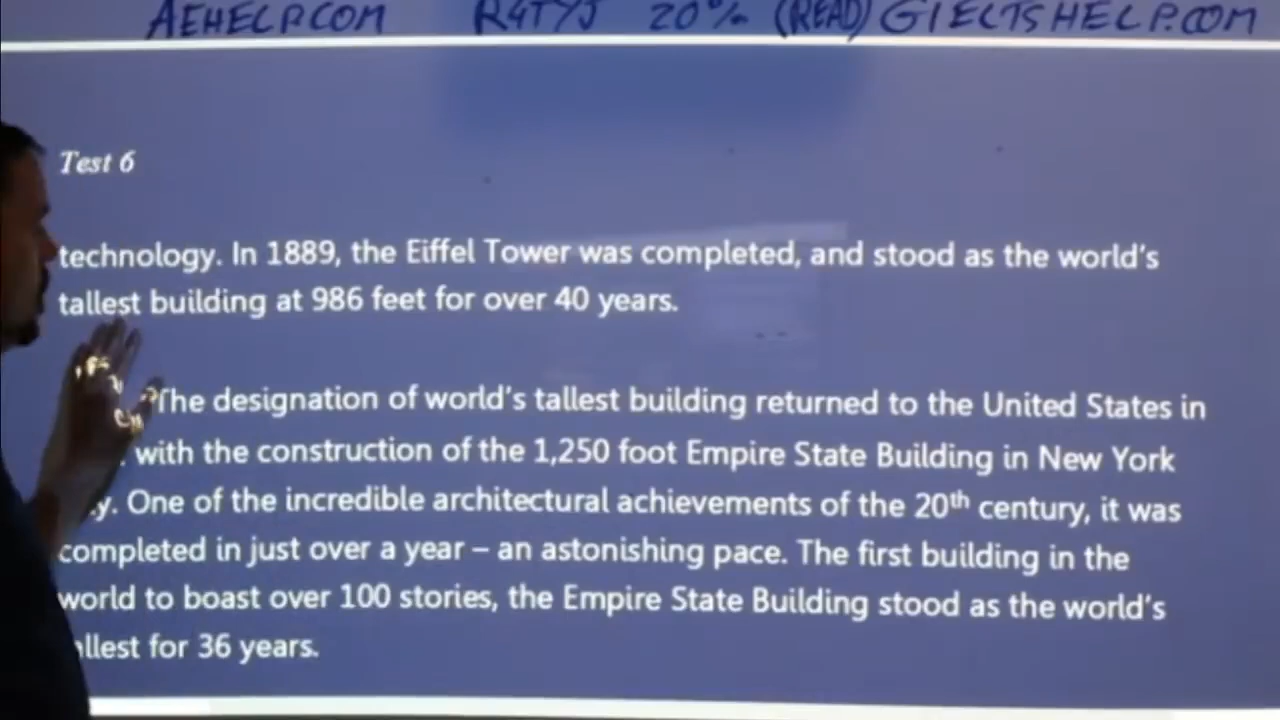 AEHELP.COM R4TYJ 20% (READ) GIELTSHELP.COM
Test 6
technology. In 1889, the Eiffel Tower was completed, and stood as the world's
tallest building at 986 feet for over 40 years.
The designation of world's tallest building returned to the United States in
with the construction of the 1,250 foot Empire State Building in New York
One of the incredible architectural achievements of the 20th century, it was
completed in just over a year – an astonishing pace. The first building in the
world to boast over 100 stories, the Empire State Building stood as the world's
for 36 years.